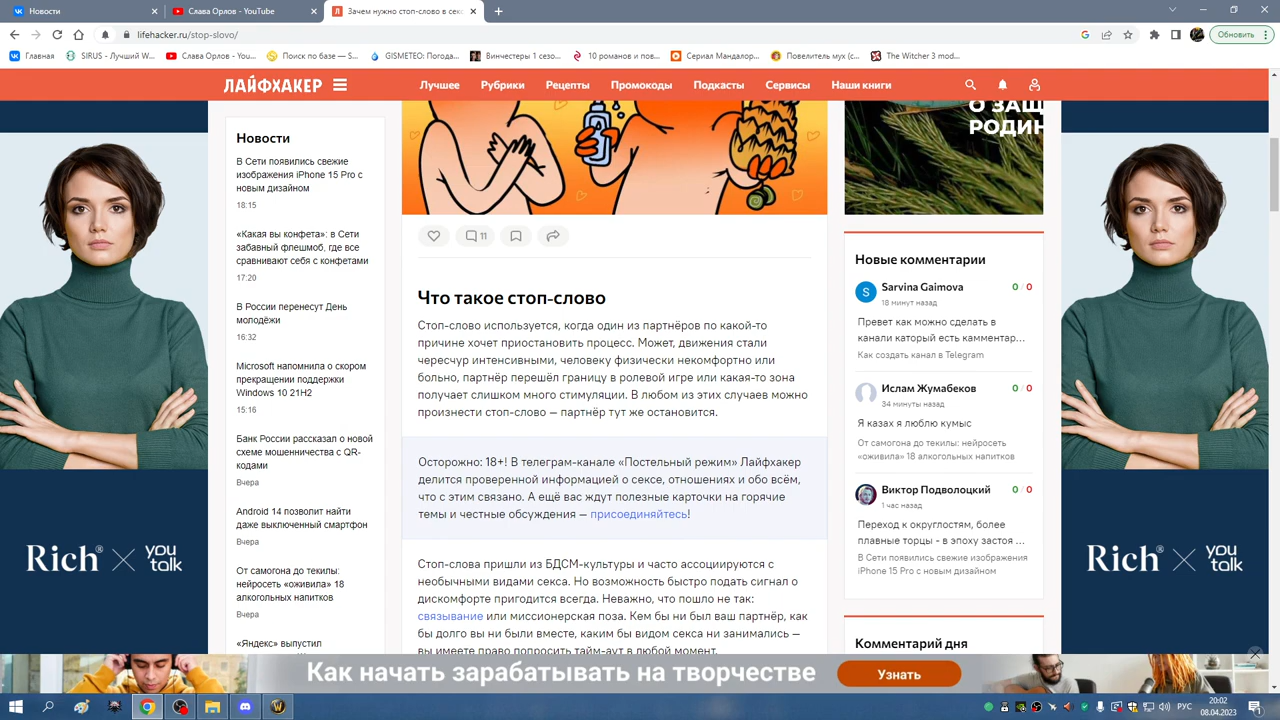 Новости
Слава Орлов - YouTube
Зачем нужно стоп-слово в секс
lifehacker.ru/stop-slovo/
Обновить
Главная
SIRUS - Лучший W...
Слава Орлов - You...
Поиск по базе — S...
GISMETEO: Погода...
Винчестеры 1 сезо...
10 романов и пов...
Сериал Мандалор...
Повелитель мух (с...
The Witcher 3 mod...
ЛАЙФХАКЕР
Лучшее
Рубрики
Рецепты
Промокоды
Подкасты
Сервисы
Наши книги
Новости
В Сети появились свежие
изображения iPhone 15 Pro с
новым дизайном
18:15
«Какая вы конфета»: в Сети
забавный флешмоб, где все
сравнивают себя с конфетами
17:20
В России перенесут День
молодёжи
16:32
Microsoft напомнила о скором
прекращении поддержки
Windows 10 21H2
15:16
Банк России рассказал о новой
схеме мошенничества с QR-
кодами
Вчера
Android 14 позволит найти
даже выключенный смартфон
Вчера
От самогона до текилы:
нейросеть «оживила» 18
алкогольных напитков
Вчера
«Яндекс» выпустил
11
Что такое стоп-слово
Стоп-слово используется, когда один из партнёров по какой-то
причине хочет приостановить процесс. Может, движения стали
чересчур интенсивными, человеку физически некомфортно или
больно, партнёр перешёл границу в ролевой игре или какая-то зона
получает слишком много стимуляции. В любом из этих случаев можно
произнести стоп-слово — партнёр тут же остановится.
Осторожно: 18+! В телеграм-канале «Постельный режим» Лайфхакер
делится проверенной информацией о сексе, отношениях и обо всём,
что с этим связано. А ещё вас ждут полезные карточки на горячие
темы и честные обсуждения — присоединяйтесь!
Стоп-слова пришли из БДСМ-культуры и часто ассоциируются с
необычными видами секса. Но возможность быстро подать сигнал о
дискомфорте пригодится всегда. Неважно, что пошло не так:
связывание или миссионерская поза. Кем бы ни был ваш партнёр, как
бы долго вы ни были вместе, каким бы видом секса ни занимались —
вы имеете право попросить тайм-аут в любой момент.
О ЗАЩ
РОДИН
Новые комментарии
S
Sarvina Gaimova
0 / 0
18 минут назад
Превет как можно сделать в
канали каторый есть камментар...
Как создать канал в Telegram
Ислам Жумабеков
0 / 0
34 минуты назад
Я казах я люблю кумыс
От самогона до текилы: нейросеть
«оживила» 18 алкогольных напитков
Виктор Подволоцкий
0 / 0
1 час назад
Переход к округлостям, более
плавные торцы - в эпоху застоя ...
В Сети появились свежие изображения
iPhone 15 Pro с новым дизайном
Комментарий дня
Rich® × you
talk
Rich® × you
talk
Как начать зарабатывать на творчестве
Узнать
РУС
20:02
08.04.2023
1